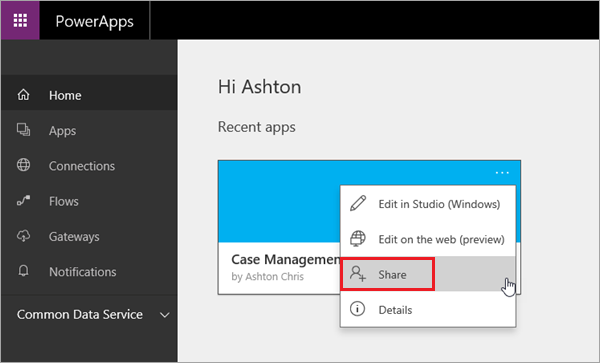 PowerApps
Home
Apps
Connections
Flows
Gateways
Notifications
Common Data Service
Hi Ashton
Recent apps
...
Edit in Studio (Windows)
Edit on the web (preview)
Share
Details
Case Managemen
by Ashton Chris